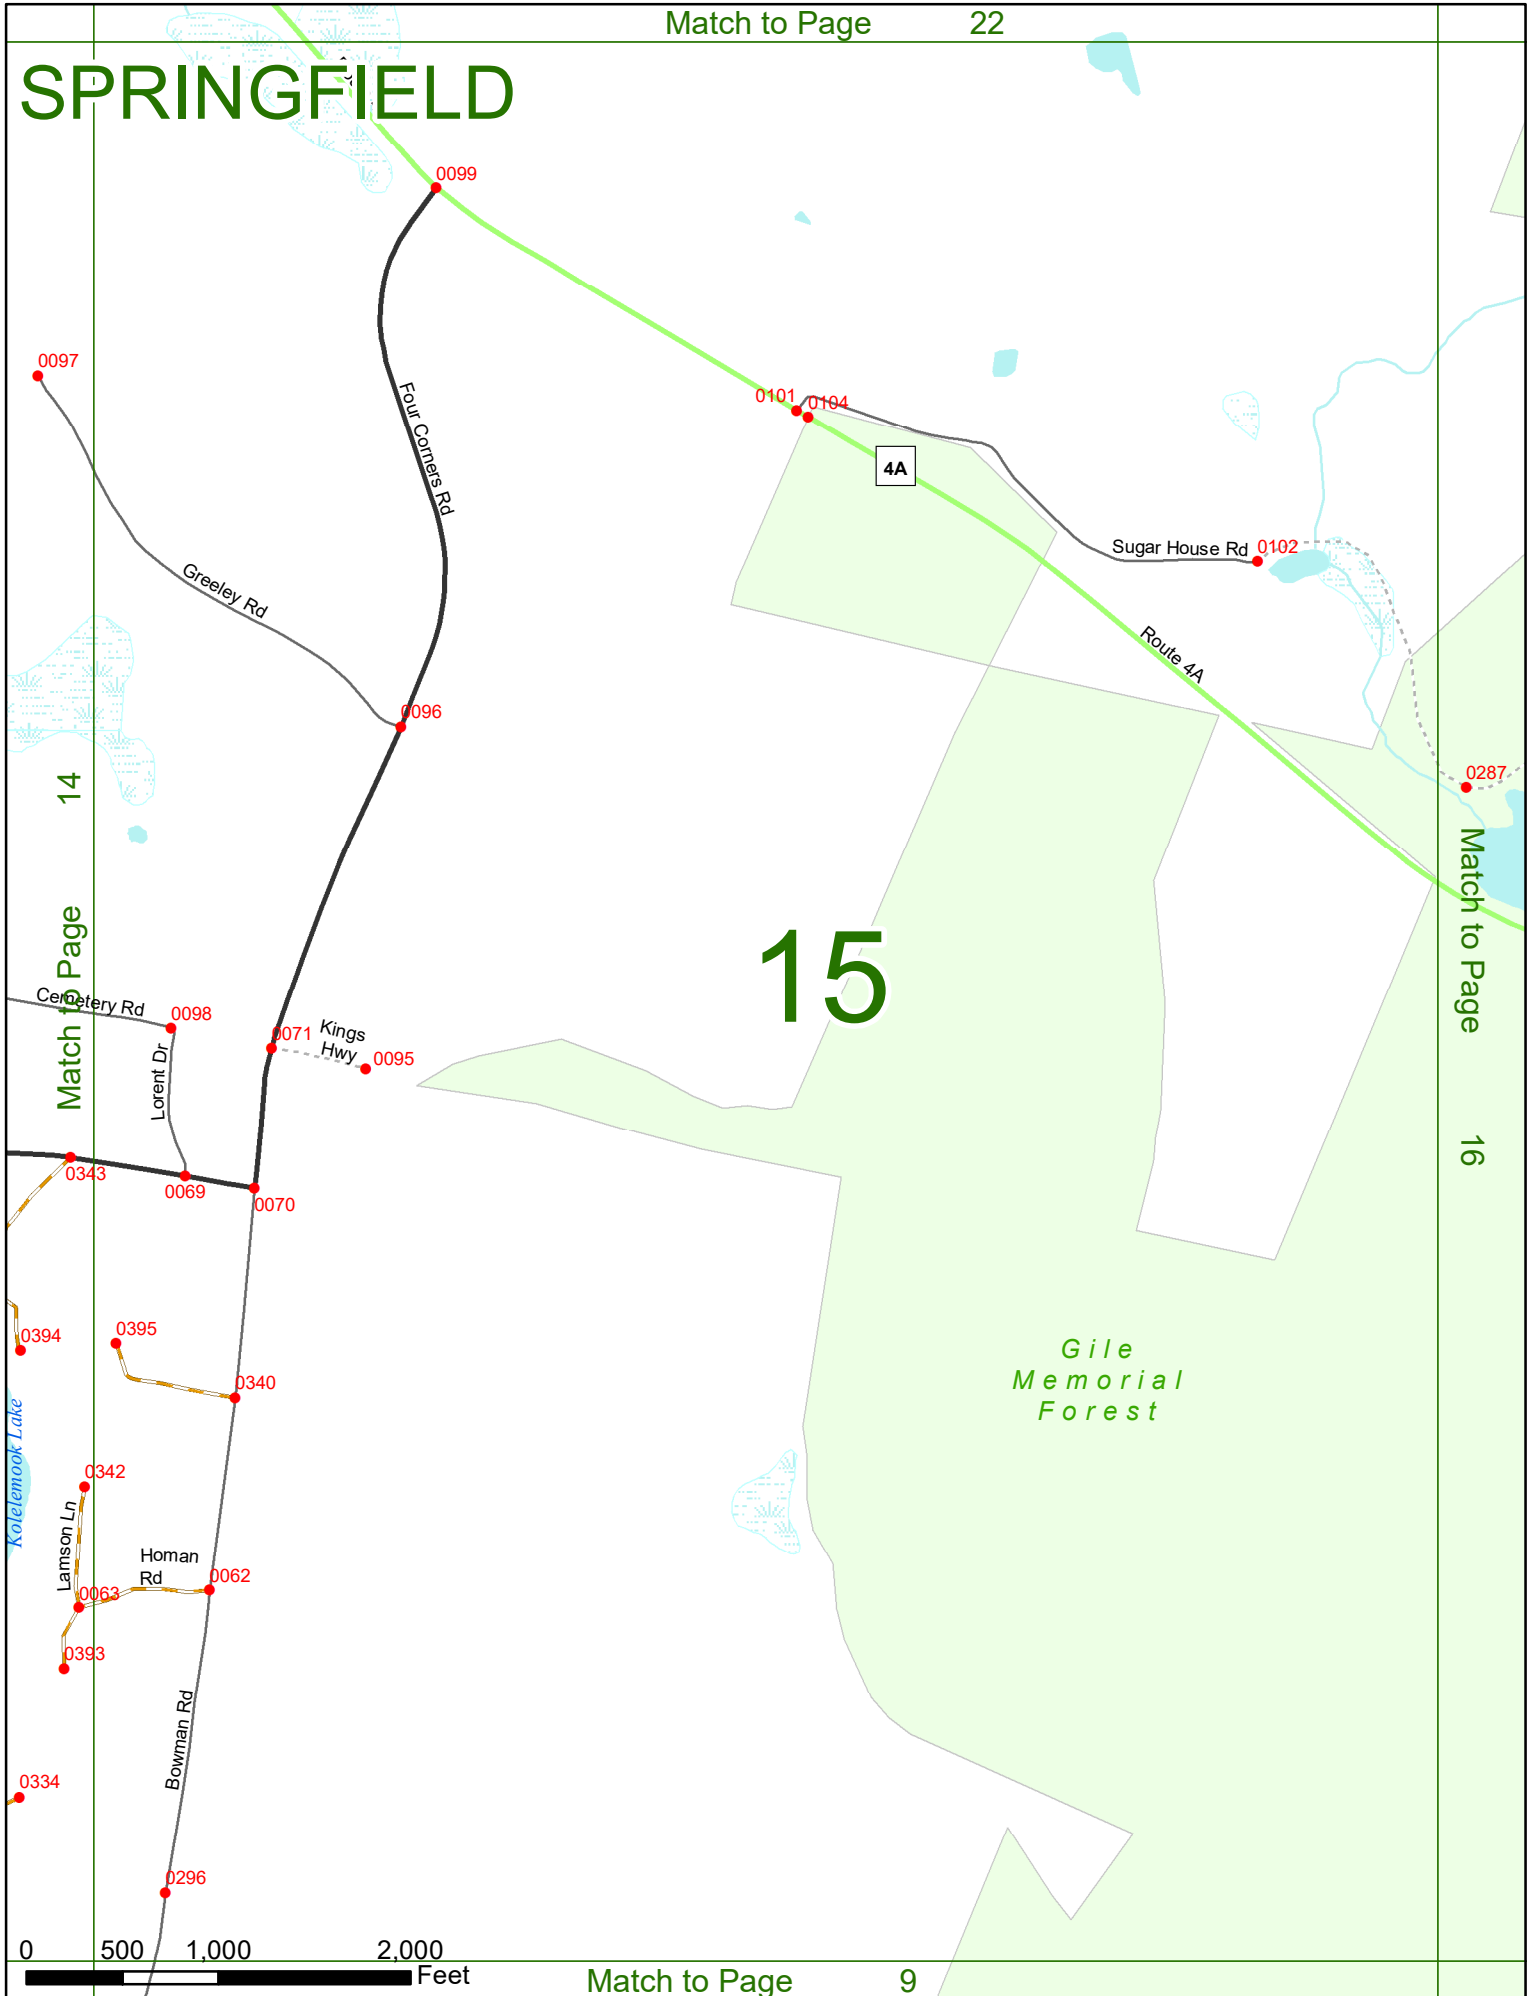 Match to Page 22
SPRINGFIELD
0099
0097
Four Corners Rd
0101
0104
4A
Sugar House Rd
0102
Greeley Rd
Route 4A
0096
0287
14
Match to Page
Match to Page
16
15
Cemetery Rd
0098
0071
Kings
Hwy
0095
Lorent Dr
0343
0069
0070
0394
0395
0340
Gile
Memorial
Forest
Kolelemook Lake
0342
Lamson Ln
Homan
Rd
0062
0063
0393
Bowman Rd
0334
0296
0 500 1,000 2,000
Feet
Match to Page 9